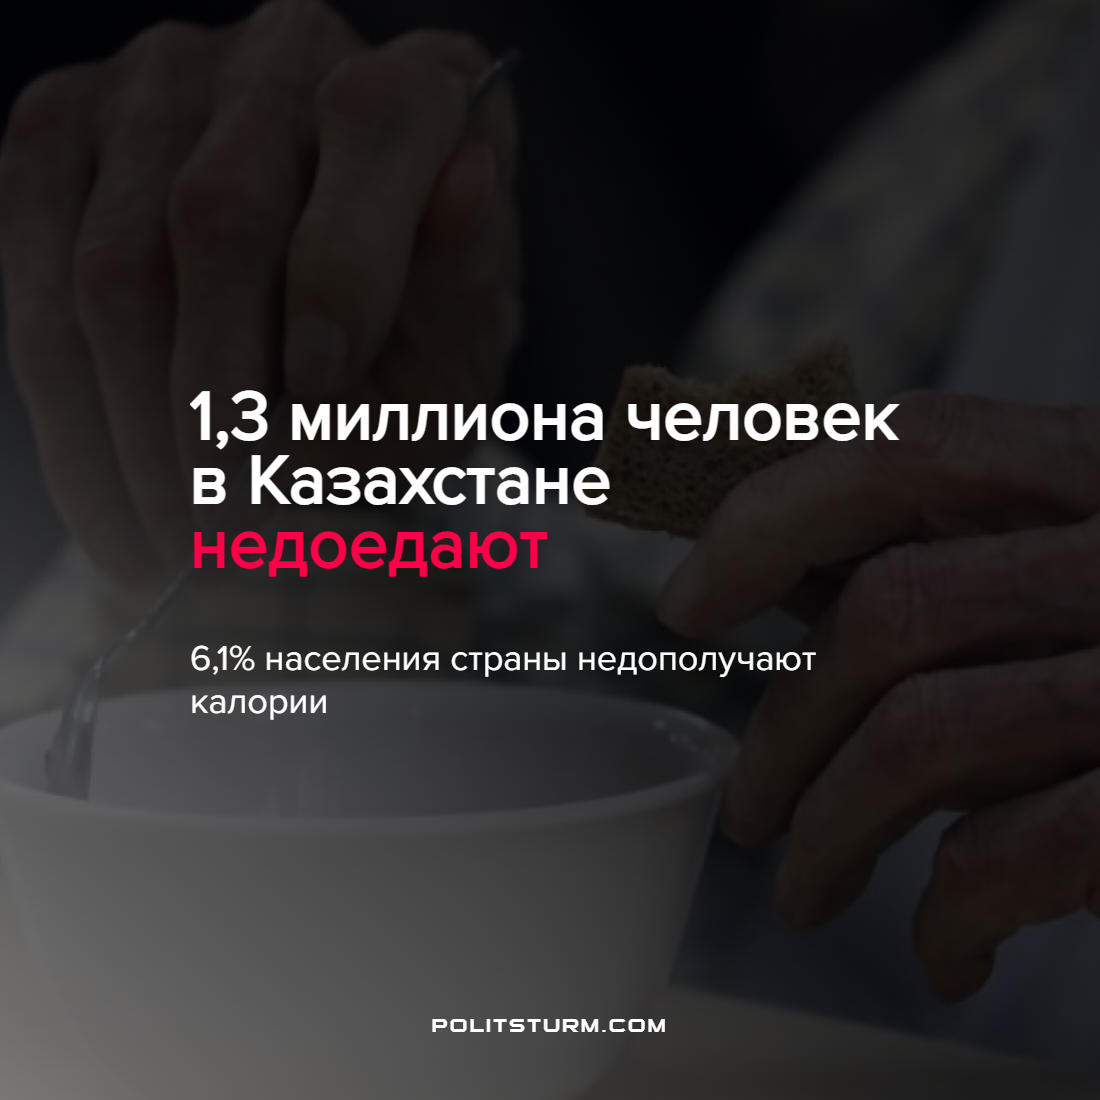 1,3 миллиона человек
в Казахстане
недоедают
6,1% населения страны недополучают
калории
POLITSTURM.COM